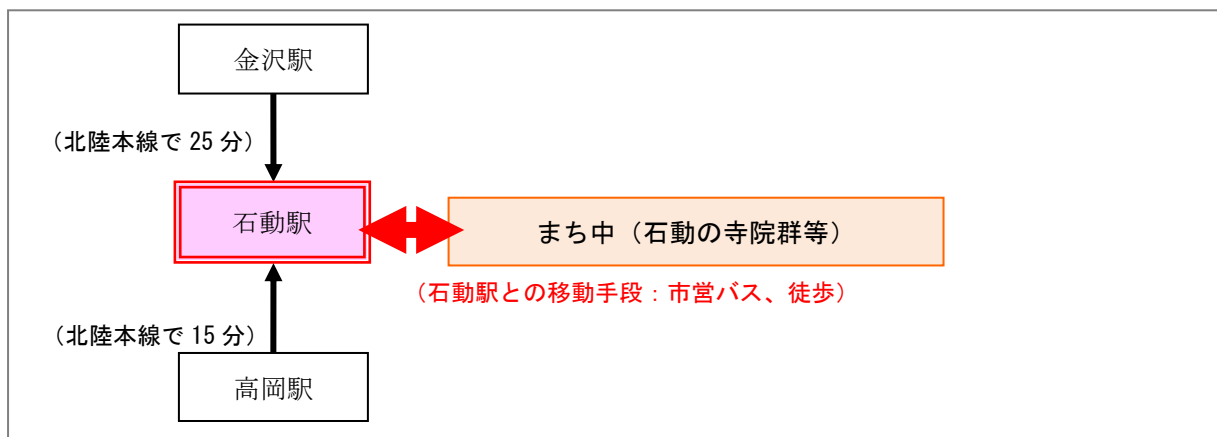 金沢駅
（北陸本線で 25 分）
石動駅
まち中（石動の寺院群等）
（石動駅との移動手段：市営バス、徒歩）
（北陸本線で 15 分）
高岡駅